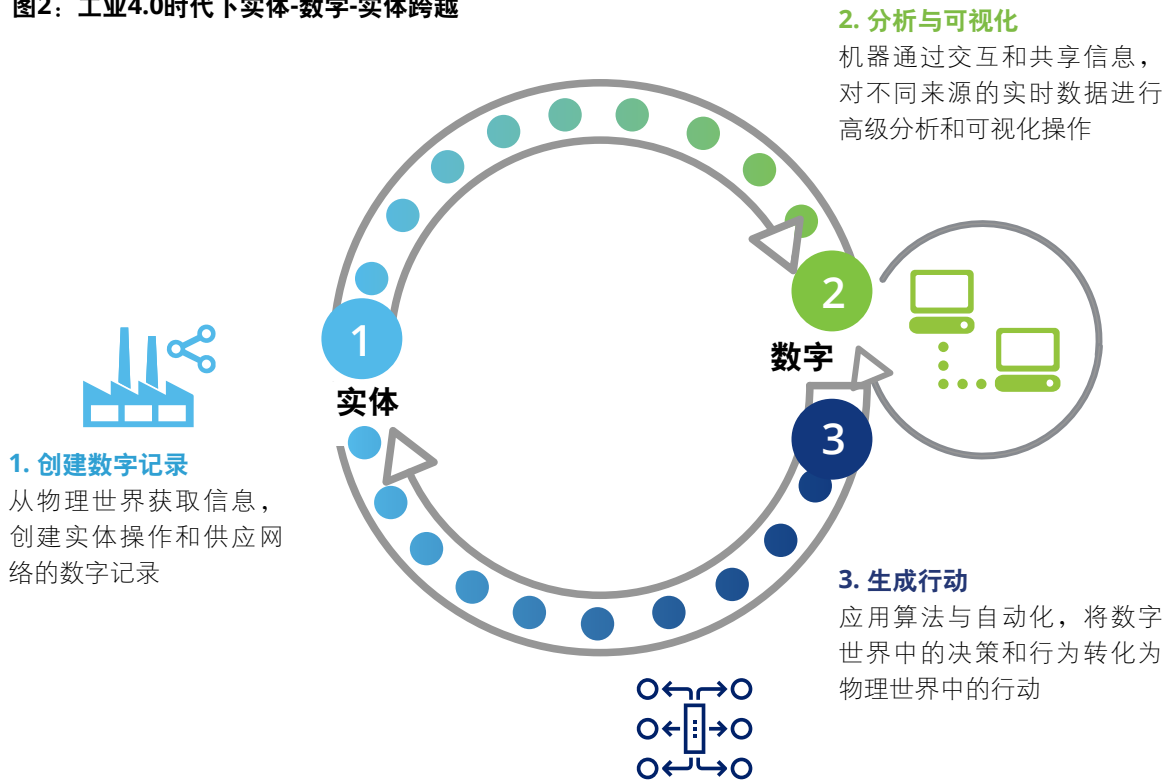 图2：工业4.0时代下实体-数字-实体跨越
2. 分析与可视化
机器通过交互和共享信息，
对不同来源的实时数据进行
高级分析和可视化操作
1
实体
2
数字
3
1. 创建数字记录
从物理世界获取信息，
创建实体操作和供应网
络的数字记录
3. 生成行动
应用算法与自动化，将数字
世界中的决策和行为转化为
物理世界中的行动